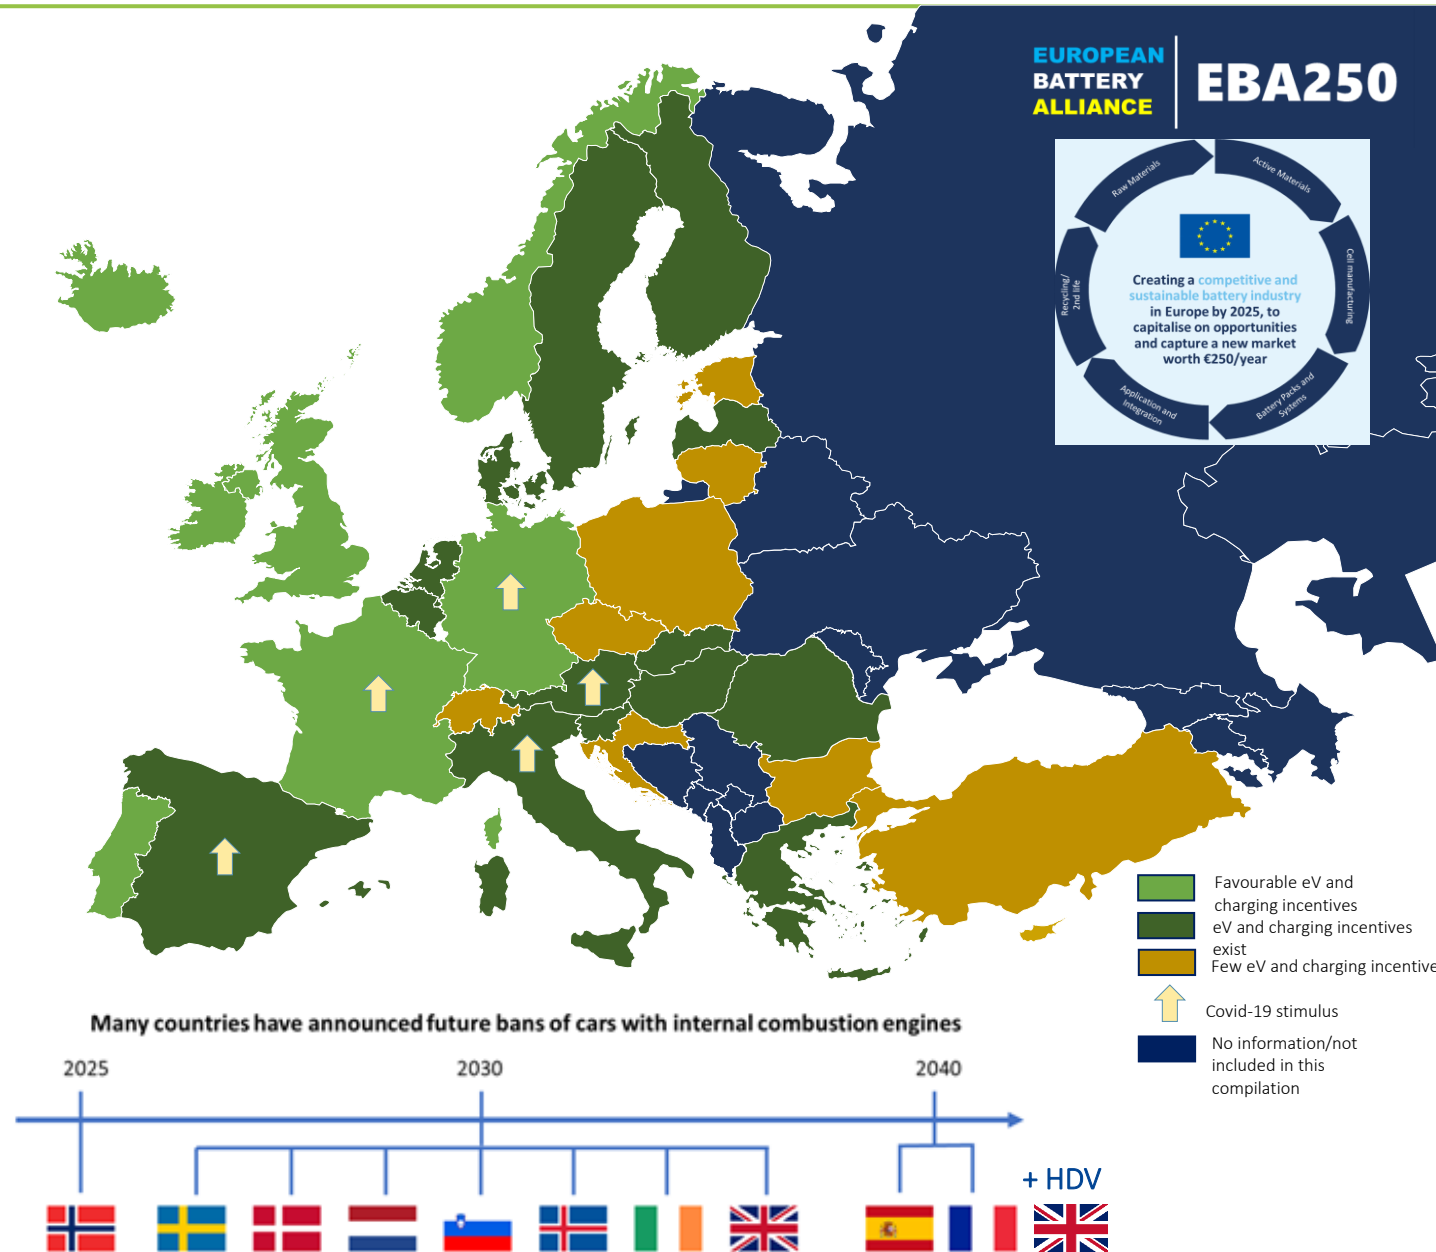 EUROPEAN
BATTERY
ALLIANCE
EBA250
Raw Materials
Active Materials
Cell manufacturing
Battery Packs and
Systems
Application and
Integration
Recycling/
2nd life
Creating a competitive and
sustainable battery industry
in Europe by 2025, to
capitalise on opportunities
and capture a new market
worth €250/year
Favourable eV and
charging incentives
eV and charging incentives
exist
Few eV and charging incentive
Covid-19 stimulus
No information/not
included in this
compilation
Many countries have announced future bans of cars with internal combustion engines
2025
2030
2040
+ HDV